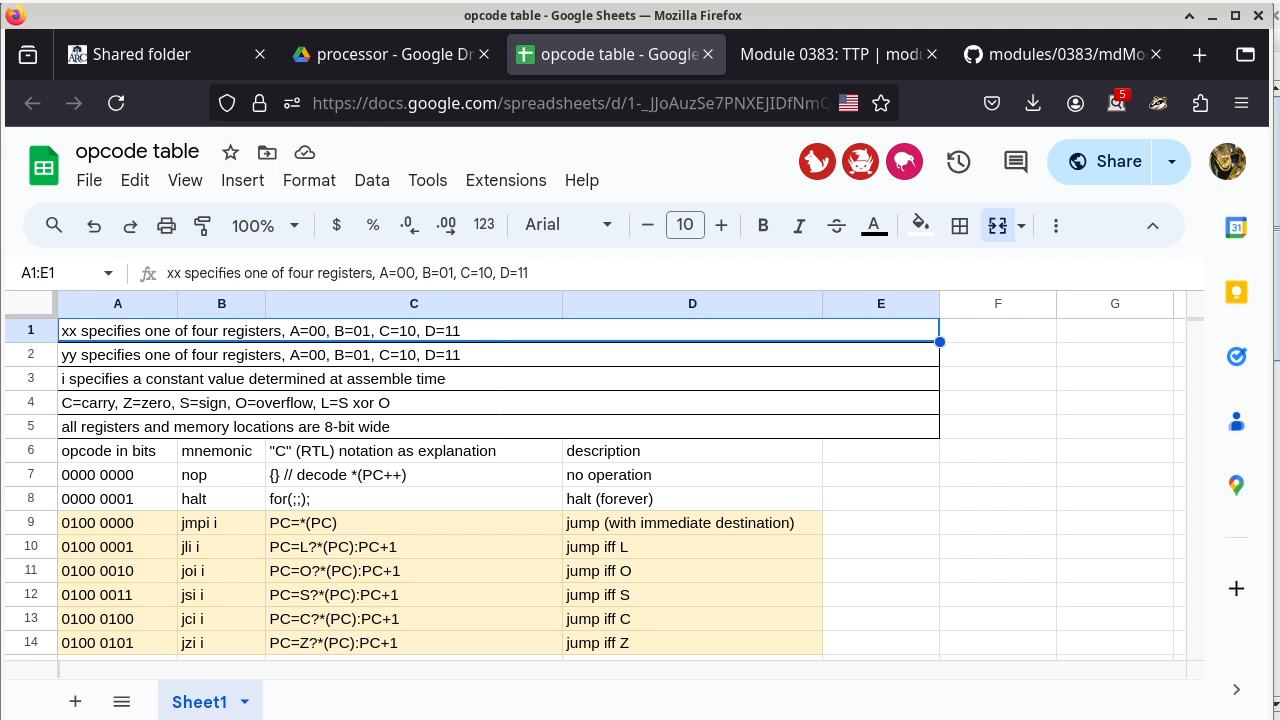 opcode table - Google Sheets — Mozilla Firefox
Shared folder
processor - Google Dr
opcode table - Google
Module 0383: TTP | modu
modules/0383/mdMo
https://docs.google.com/spreadsheets/d/1-_JJoAuzSe7PNXEJIDfNmC
5
opcode table
File Edit View Insert Format Data Tools Extensions Help
Share
100% $ % .0 .00 123 Arial 10 B I S A
31
A1:E1 fx xx specifies one of four registers, A=00, B=01, C=10, D=11
A B C D E F G
1 xx specifies one of four registers, A=00, B=01, C=10, D=11
2 yy specifies one of four registers, A=00, B=01, C=10, D=11
3 i specifies a constant value determined at assemble time
4 C=carry, Z=zero, S=sign, O=overflow, L=S xor O
5 all registers and memory locations are 8-bit wide
6 opcode in bits mnemonic "C" (RTL) notation as explanation description
7 0000 0000 nop {} // decode *(PC++) no operation
8 0000 0001 halt for(;;); halt (forever)
9 0100 0000 jmpi i PC=*(PC) jump (with immediate destination)
10 0100 0001 jli i PC=L?*(PC):PC+1 jump iff L
11 0100 0010 joi i PC=O?*(PC):PC+1 jump iff O
12 0100 0011 jsi i PC=S?*(PC):PC+1 jump iff S
13 0100 0100 jci i PC=C?*(PC):PC+1 jump iff C
14 0100 0101 jzi i PC=Z?*(PC):PC+1 jump iff Z
Sheet1